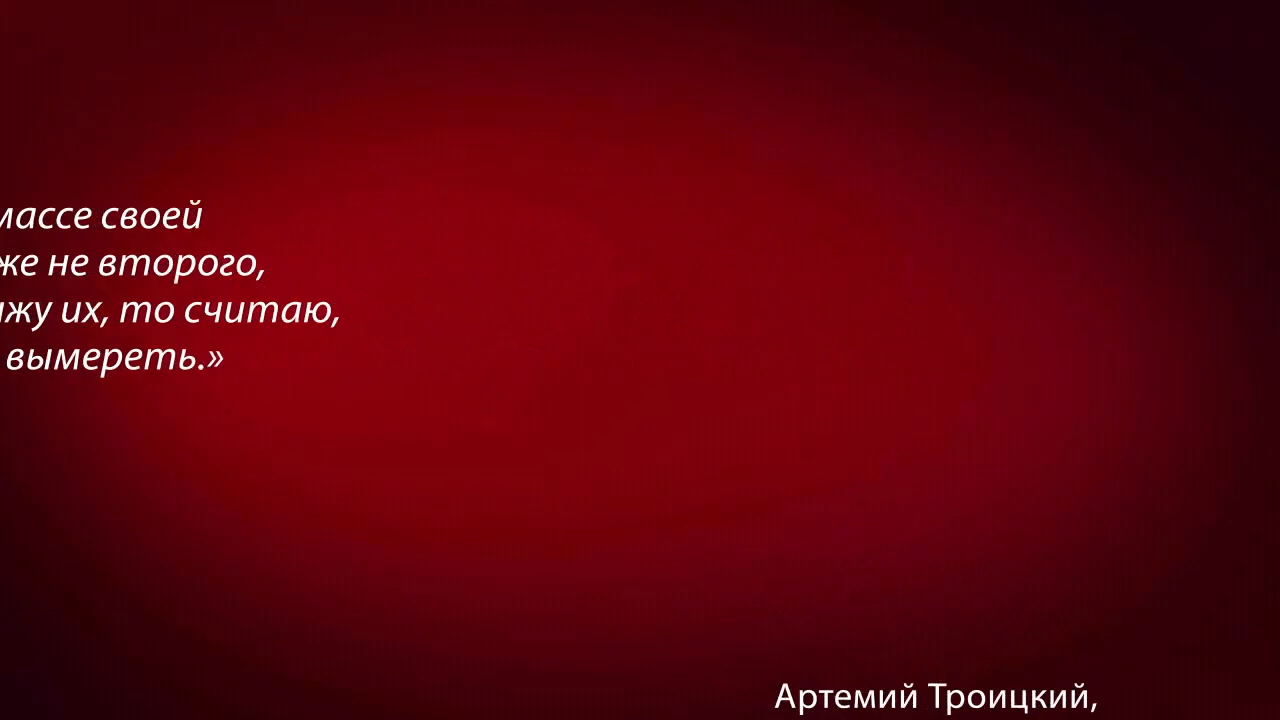 массе своей
же не второго,
жу их, то считаю,
вымереть.»
Артемий Троицкий,